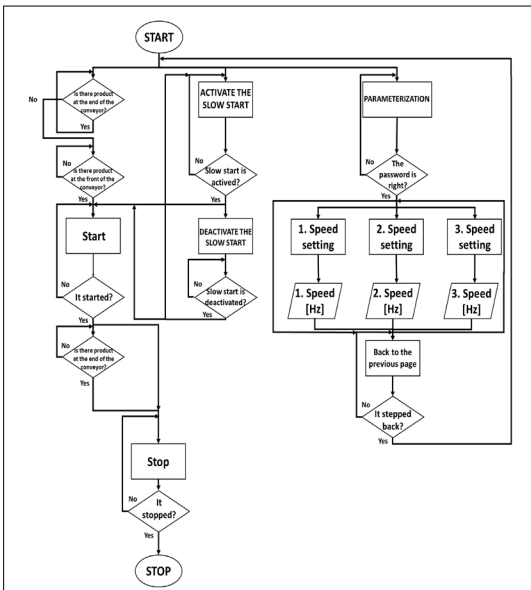 START
Is there product
at the end of the
conveyor?
No
Yes
No
Is there product
at the front of the
conveyor?
Yes
Start
It started?
No
Yes
No
Is there product
at the end of the
conveyor?
Yes
Stop
No
It
stopped?
Yes
STOP
ACTIVATE THE
SLOW START
No
Slow start is
actived?
Yes
DEACTIVATE THE
SLOW START
No
Slow start is
deactivated?
Yes
PARAMETERIZATION
No
The
password is
right?
Yes
1. Speed
setting
2. Speed
setting
3. Speed
setting
1. Speed
[Hz]
2. Speed
[Hz]
3. Speed
[Hz]
Back to the
previous page
No
It stepped
back?
Yes